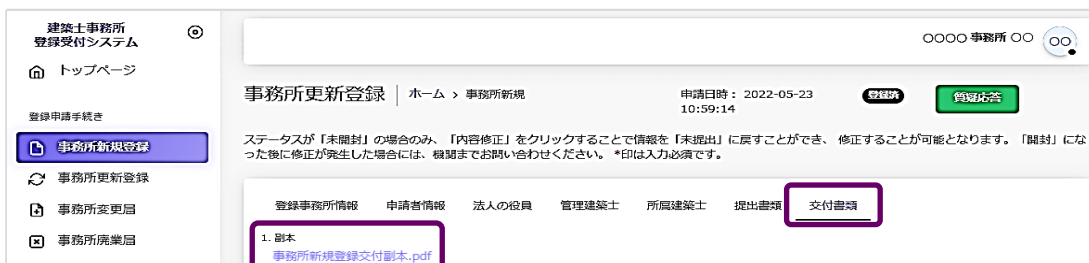 建築士事務所
登録受付システム
トップページ
登録申請手続き
事務所新規登録
事務所更新登録
事務所変更届
事務所廃業届
〇〇〇〇 事務所 〇〇
〇〇
事務所更新登録 | ホーム > 事務所新規
申請日時： 2022-05-23
10:59:14
登録済
質疑応答
ステータスが「未開封」の場合のみ、「内容修正」をクリックすることで情報を「未提出」に戻すことができ、 修正することが可能となります。「開封」にな
った後に修正が発生した場合には、機関までお問い合わせください。 *印は入力必須です。
登録事務所情報 申請者情報 法人の役員 管理建築士 所属建築士 提出書類 交付書類
1. 副本
事務所新規登録交付副本.pdf